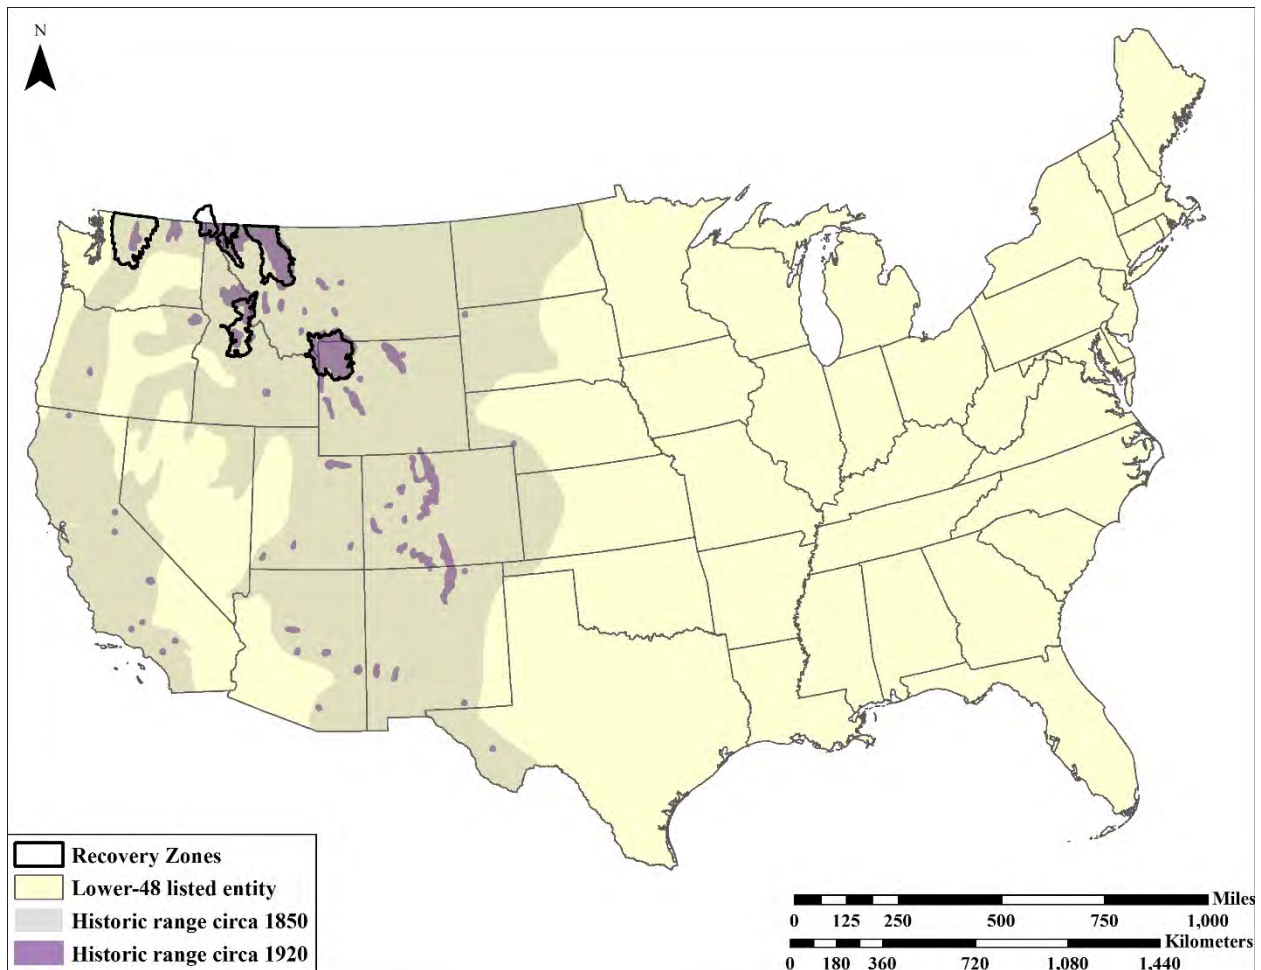 N
Recovery Zones
Lower-48 listed entity
Historic range circa 1850
Historic range circa 1920
Miles
0 125 250 500 750 1,000
Kilometers
0 180 360 720 1,080 1,440